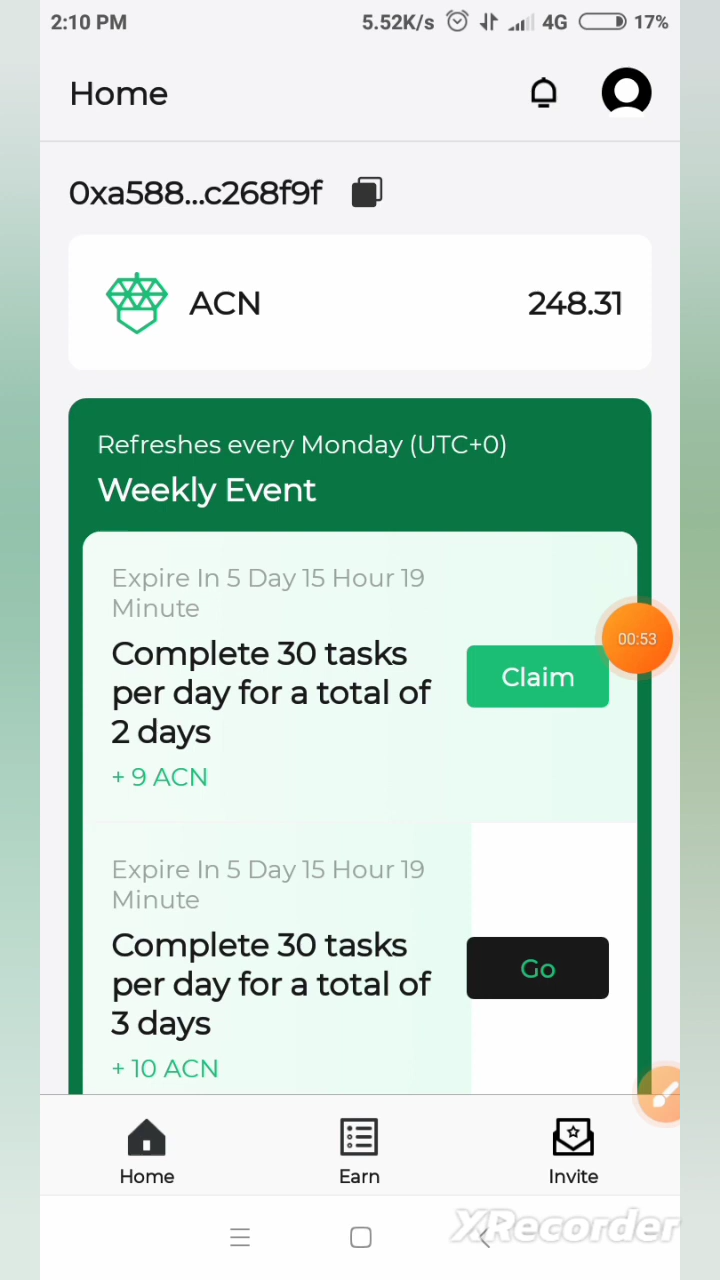 2:10 PM 5.52K/s 4G 17%
Home
0xa588...c268f9f
ACN 248.31
Refreshes every Monday (UTC+0)
Weekly Event
Expire In 5 Day 15 Hour 19
Minute
Complete 30 tasks
per day for a total of
2 days
+ 9 ACN
Claim
00:53
Expire In 5 Day 15 Hour 19
Minute
Complete 30 tasks
per day for a total of
3 days
+ 10 ACN
Go
Home Earn Invite
XRecorder